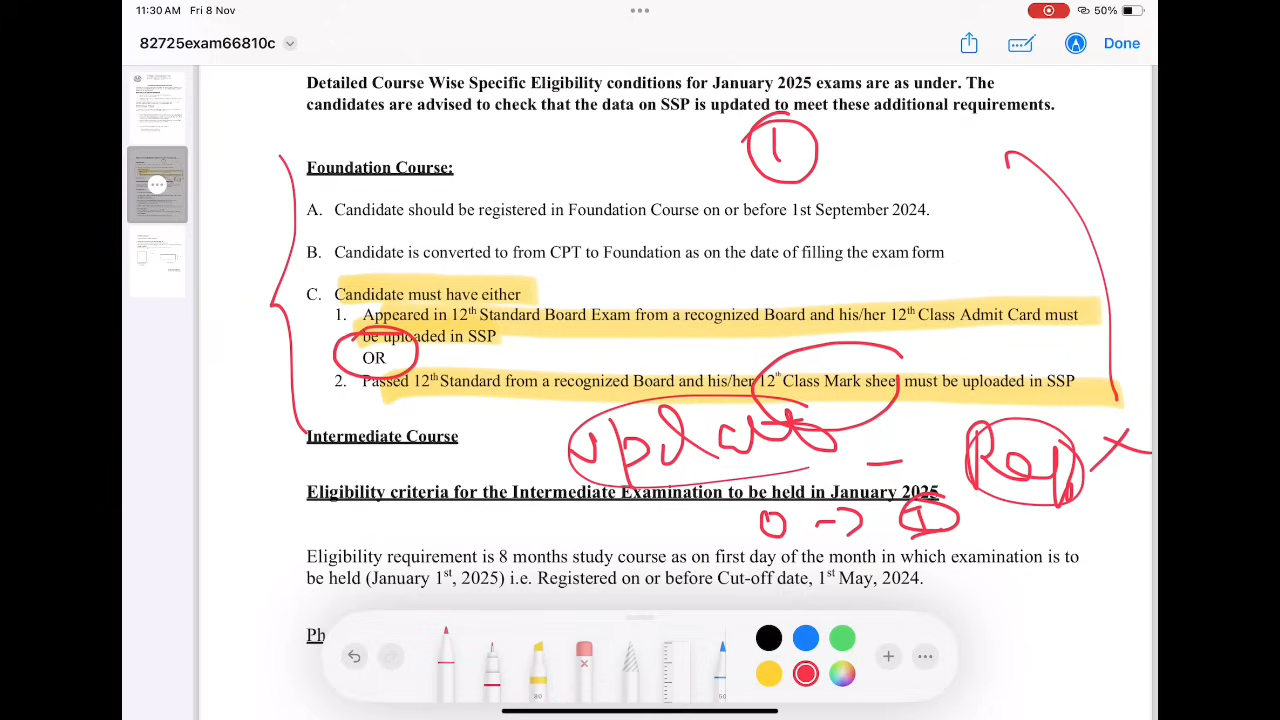 11:30 AM Fri 8 Nov
50%
82725exam66810c
Done
Detailed Course Wise Specific Eligibility conditions for January 2025 exam are as under. The
candidates are advised to check that the data on SSP is updated to meet the additional requirements.
1
Foundation Course:
A. Candidate should be registered in Foundation Course on or before 1st September 2024.
B. Candidate is converted to from CPT to Foundation as on the date of filling the exam form
C. Candidate must have either
1. Appeared in 12th Standard Board Exam from a recognized Board and his/her 12th Class Admit Card must
be uploaded in SSP
OR
2. Passed 12th Standard from a recognized Board and his/her 12th Class Mark sheet must be uploaded in SSP
Intermediate Course
Eligibility criteria for the Intermediate Examination to be held in January 2025
O -> I
Eligibility requirement is 8 months study course as on first day of the month in which examination is to
be held (January 1st, 2025) i.e. Registered on or before Cut-off date, 1st May, 2024.
Ph
80
50